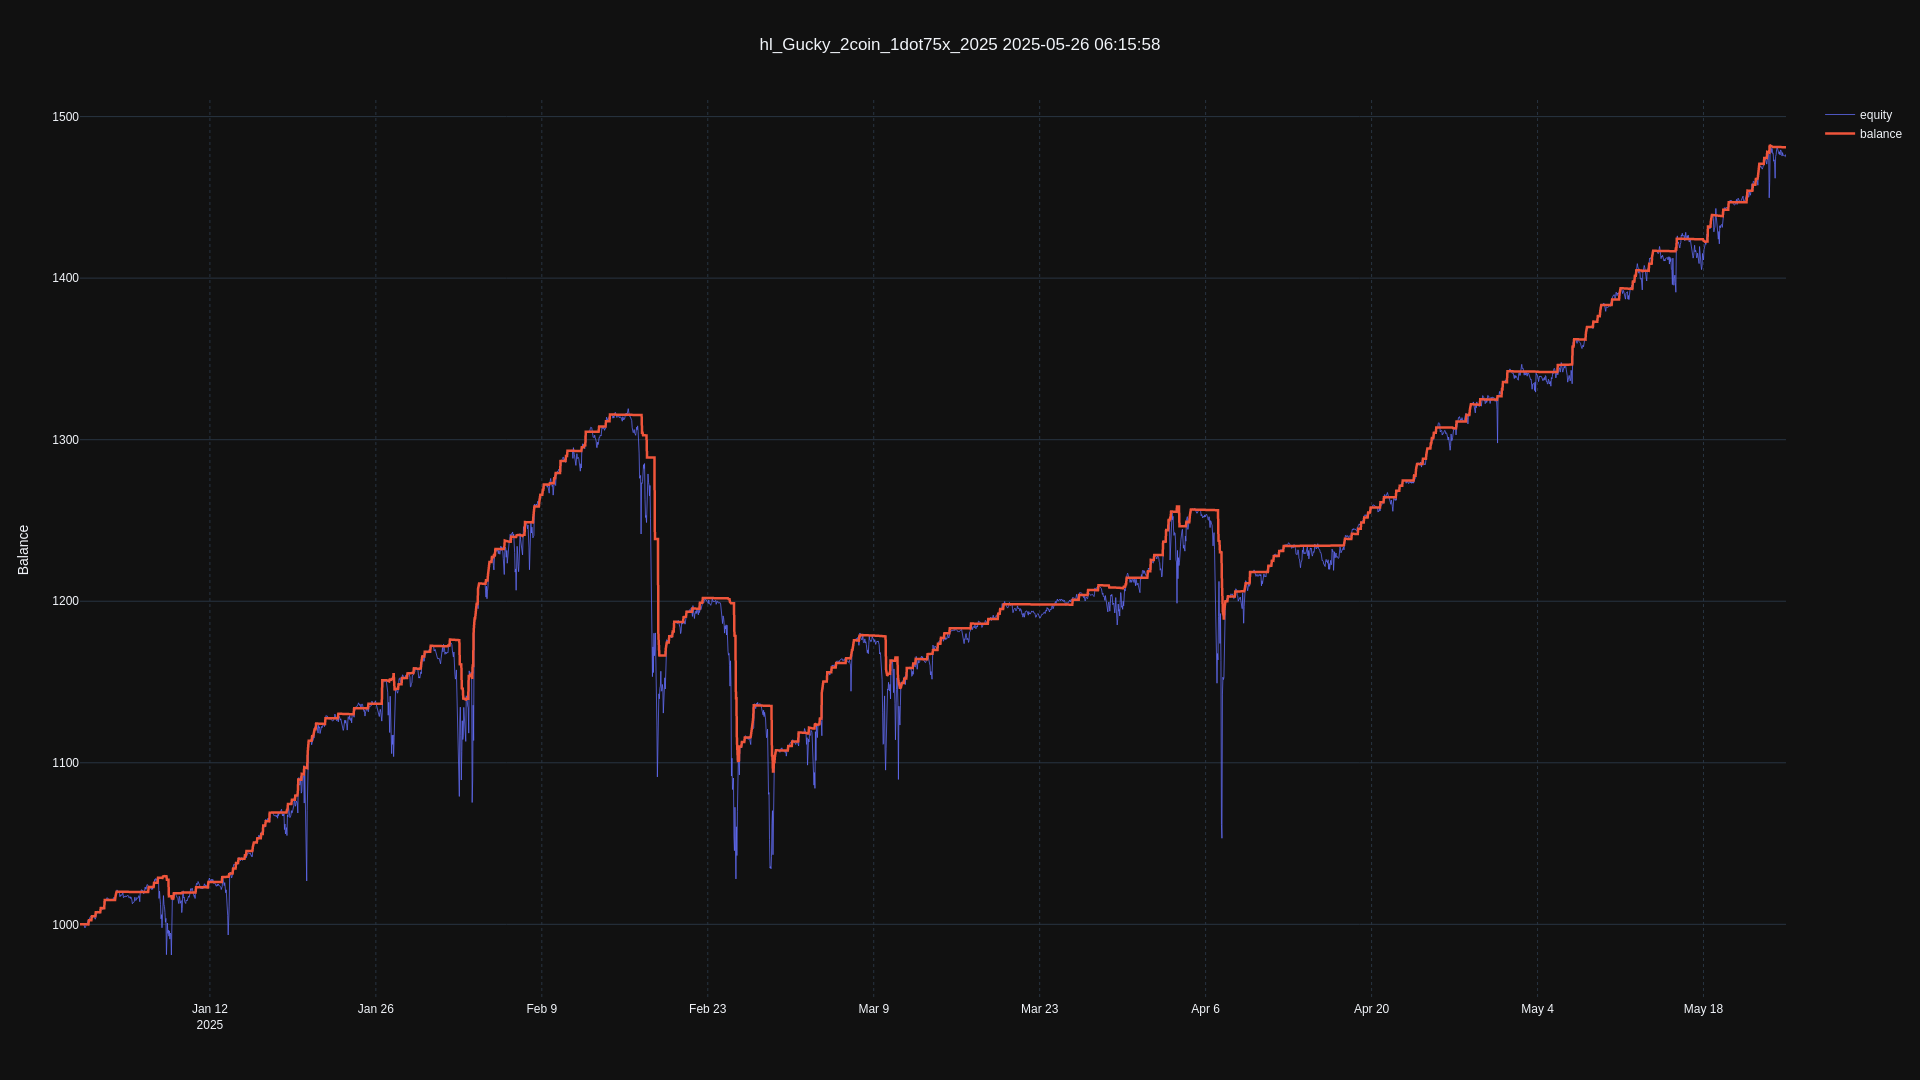 hl_Gucky_2coin_1dot75x_2025 2025-05-26 06:15:58
equity
balance
1500
1400
1300
1200
1100
1000
Balance
Jan 12
2025
Jan 26
Feb 9
Feb 23
Mar 9
Mar 23
Apr 6
Apr 20
May 4
May 18